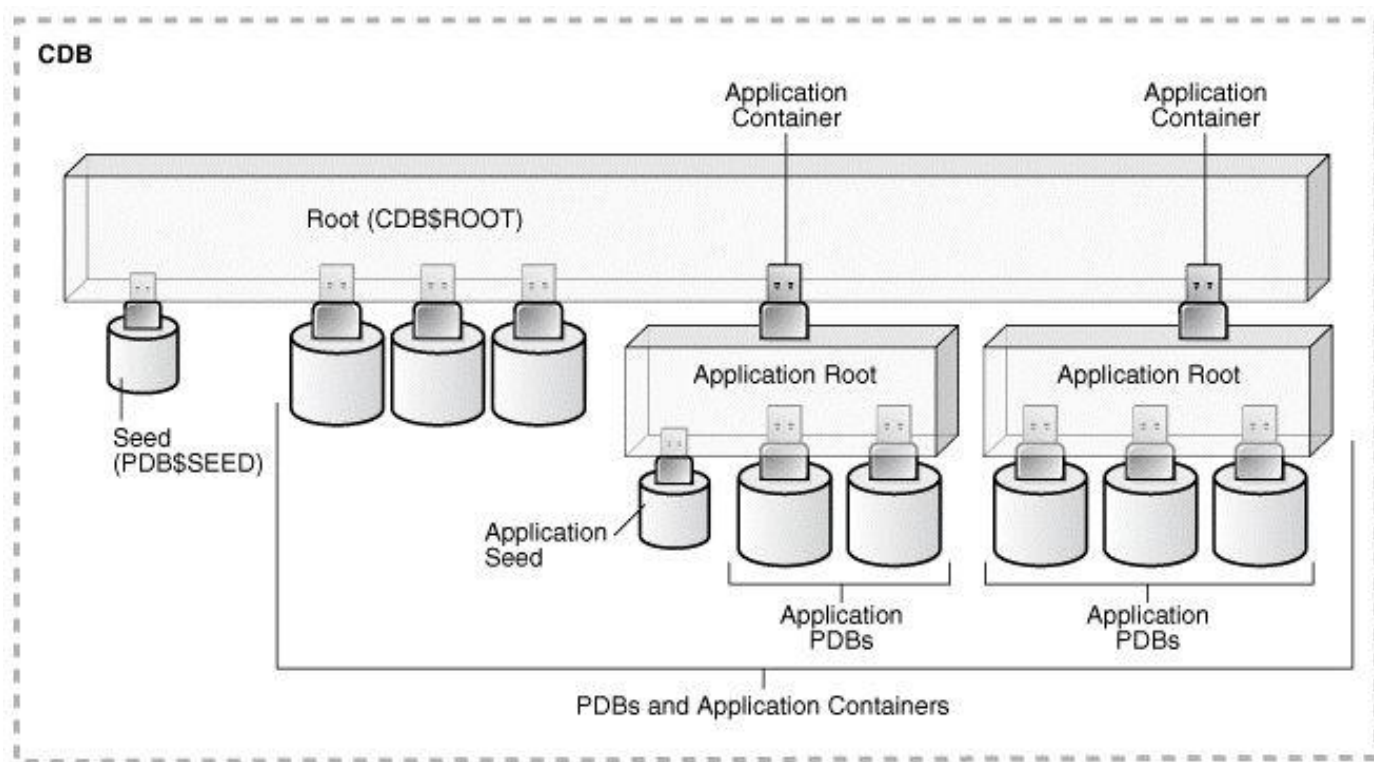 CDB
Application
Container
Application
Container
Root (CDB$ROOT)
Application Root
Application Root
Seed
(PDB$SEED)
Application
Seed
Application
PDBs
Application
PDBs
PDBs and Application Containers